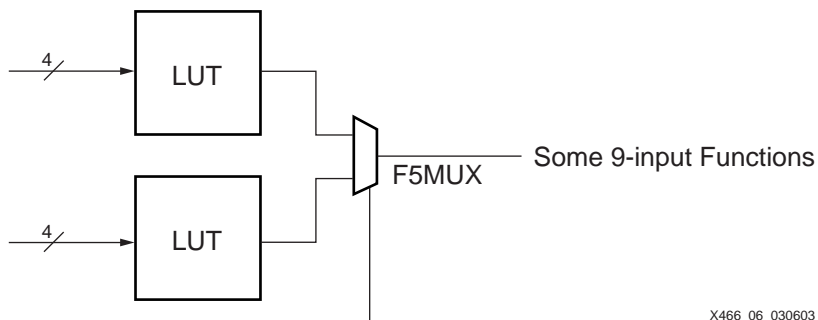 4
LUT
F5MUX
Some 9-input Functions
4
LUT
X466_06_030603